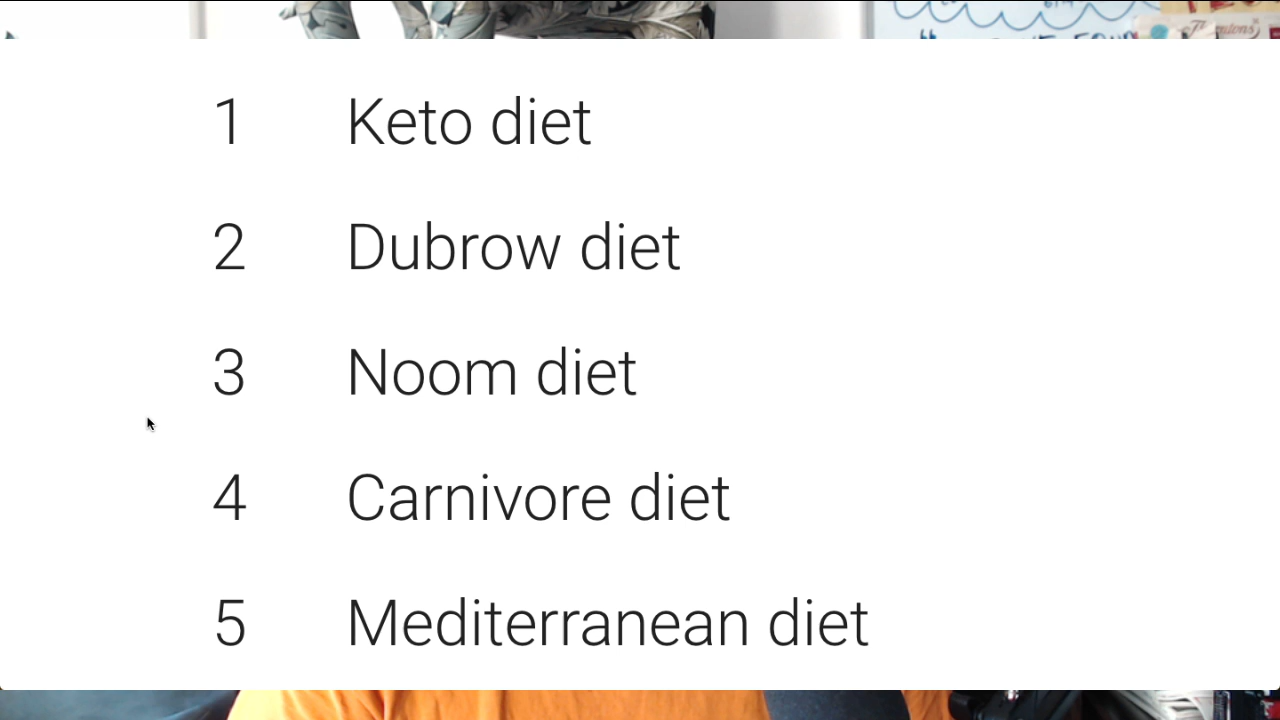 1 Keto diet
2 Dubrow diet
3 Noom diet
4 Carnivore diet
5 Mediterranean diet